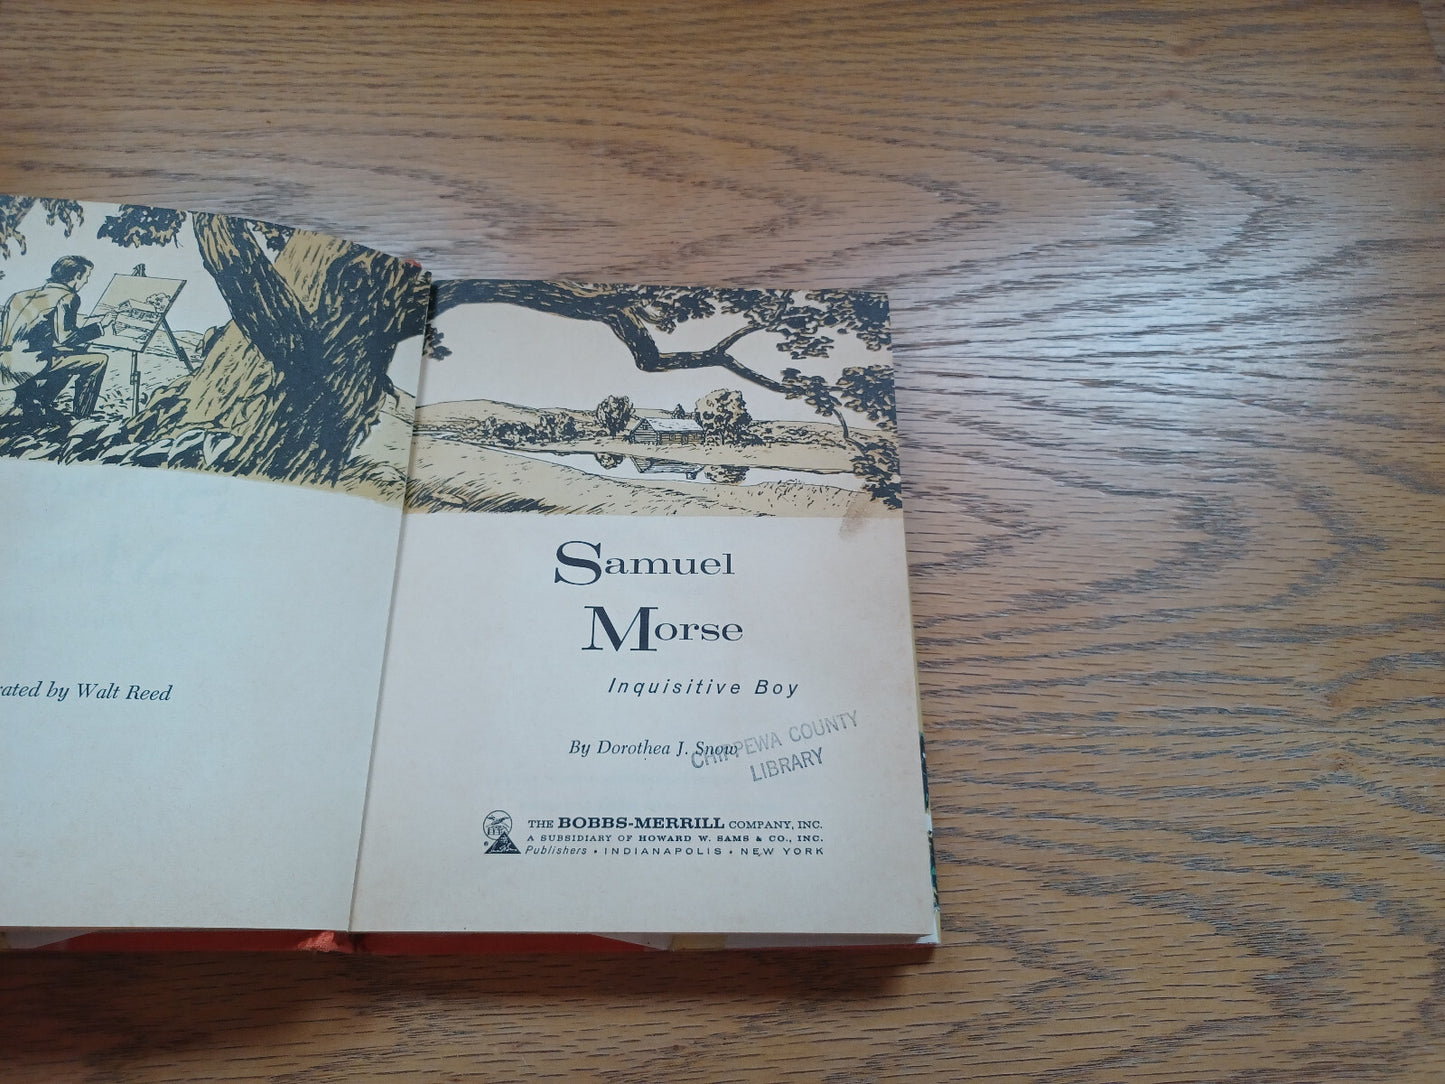 rated by Walt Reed
Samuel
Morse
Inquisitive Boy
By Dorothea J. Snow
CHIPPEWA COUNTY
LIBRARY
THE BOBBS-MERRILL COMPANY, INC.
A SUBSIDIARY OF HOWARD W. SAMS & CO., INC.
Publishers • INDIANAPOLIS • NEW YORK